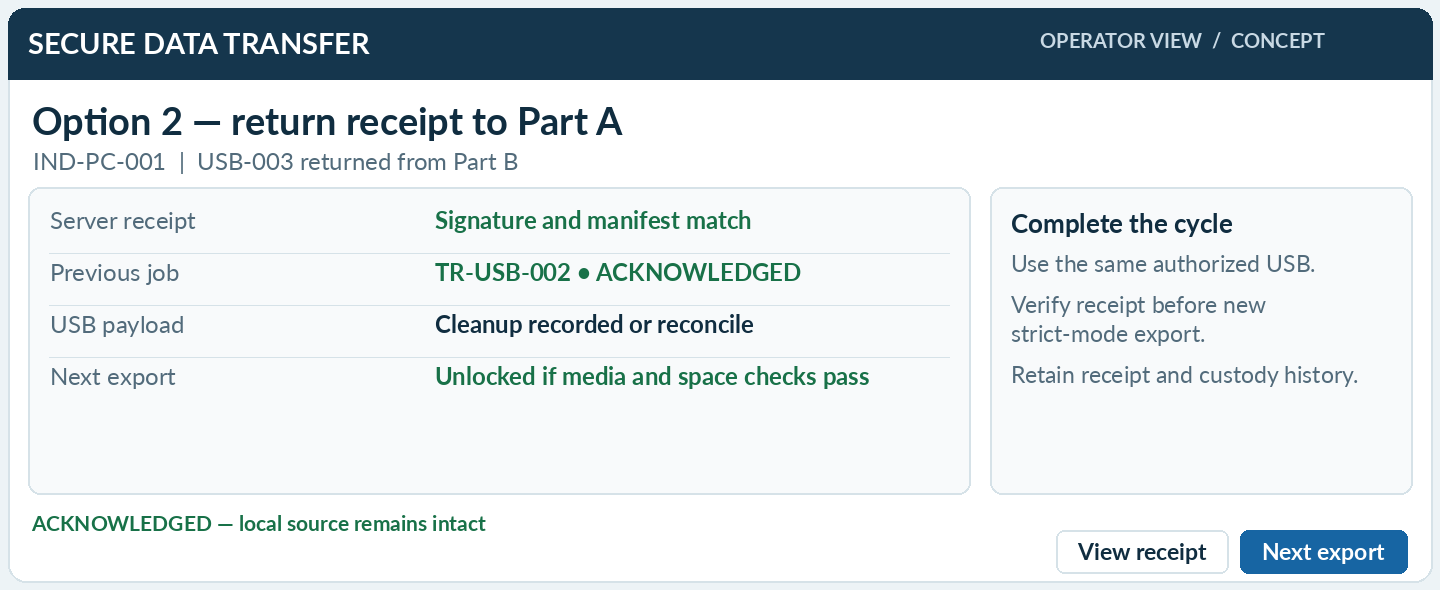 SECURE DATA TRANSFER
OPERATOR VIEW / CONCEPT
Option 2 — return receipt to Part A
IND-PC-001 | USB-003 returned from Part B
Server receipt
Signature and manifest match
Previous job
TR-USB-002 • ACKNOWLEDGED
USB payload
Cleanup recorded or reconcile
Next export
Unlocked if media and space checks pass
Complete the cycle
Use the same authorized USB.
Verify receipt before new
strict-mode export.
Retain receipt and custody history.
ACKNOWLEDGED — local source remains intact
View receipt
Next export